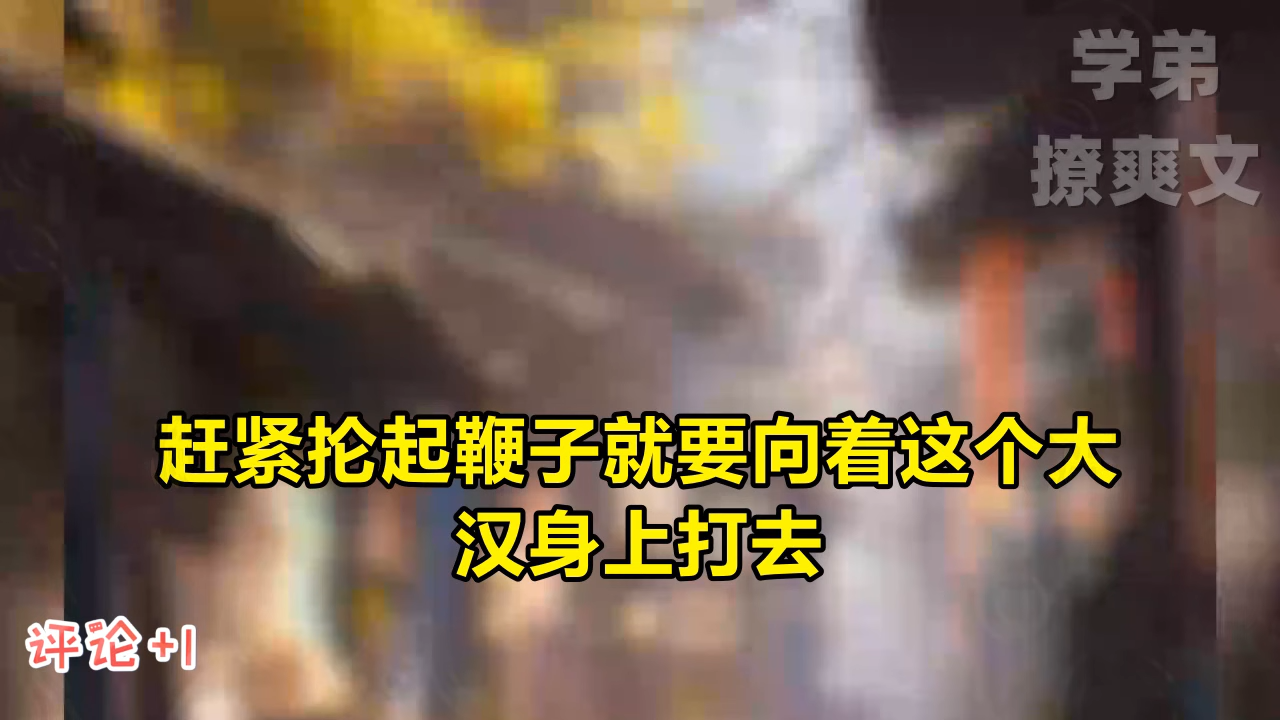 学弟
撩爽文
赶紧抡起鞭子就要向着这个大
汉身上打去
评论+1